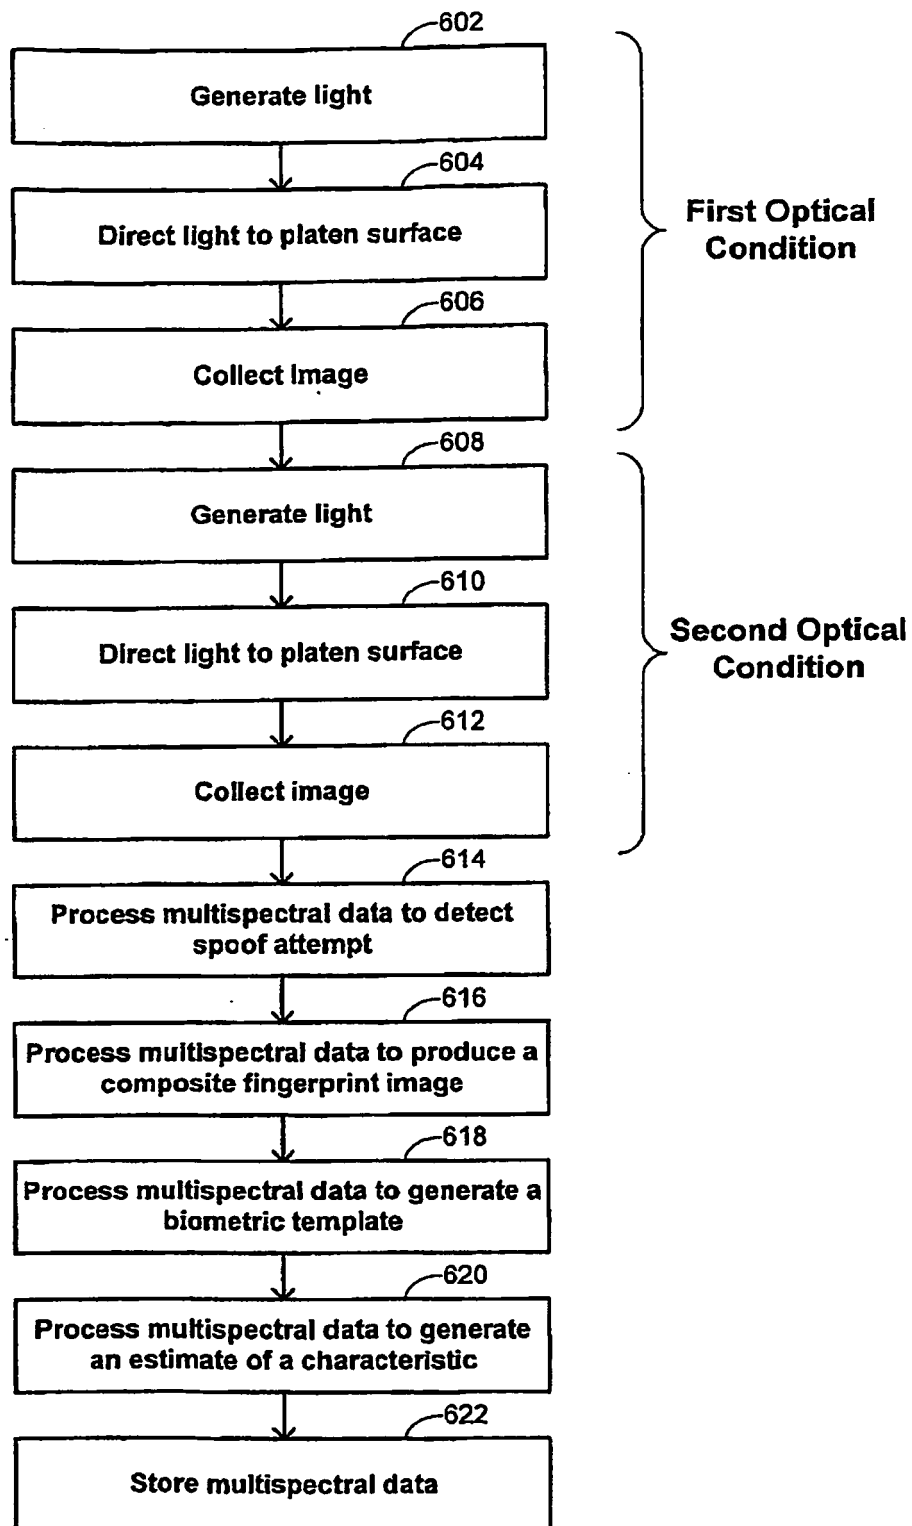 602
Generate light
604
Direct light to platen surface
First Optical
Condition
606
Collect Image
608
Generate light
610
Direct light to platen surface
Second Optical
Condition
612
Collect image
614
Process multispectral data to detect
spoof attempt
616
Process multispectral data to produce a
composite fingerprint image
618
Process multispectral data to generate a
biometric template
620
Process multispectral data to generate
an estimate of a characteristic
622
Store multispectral data